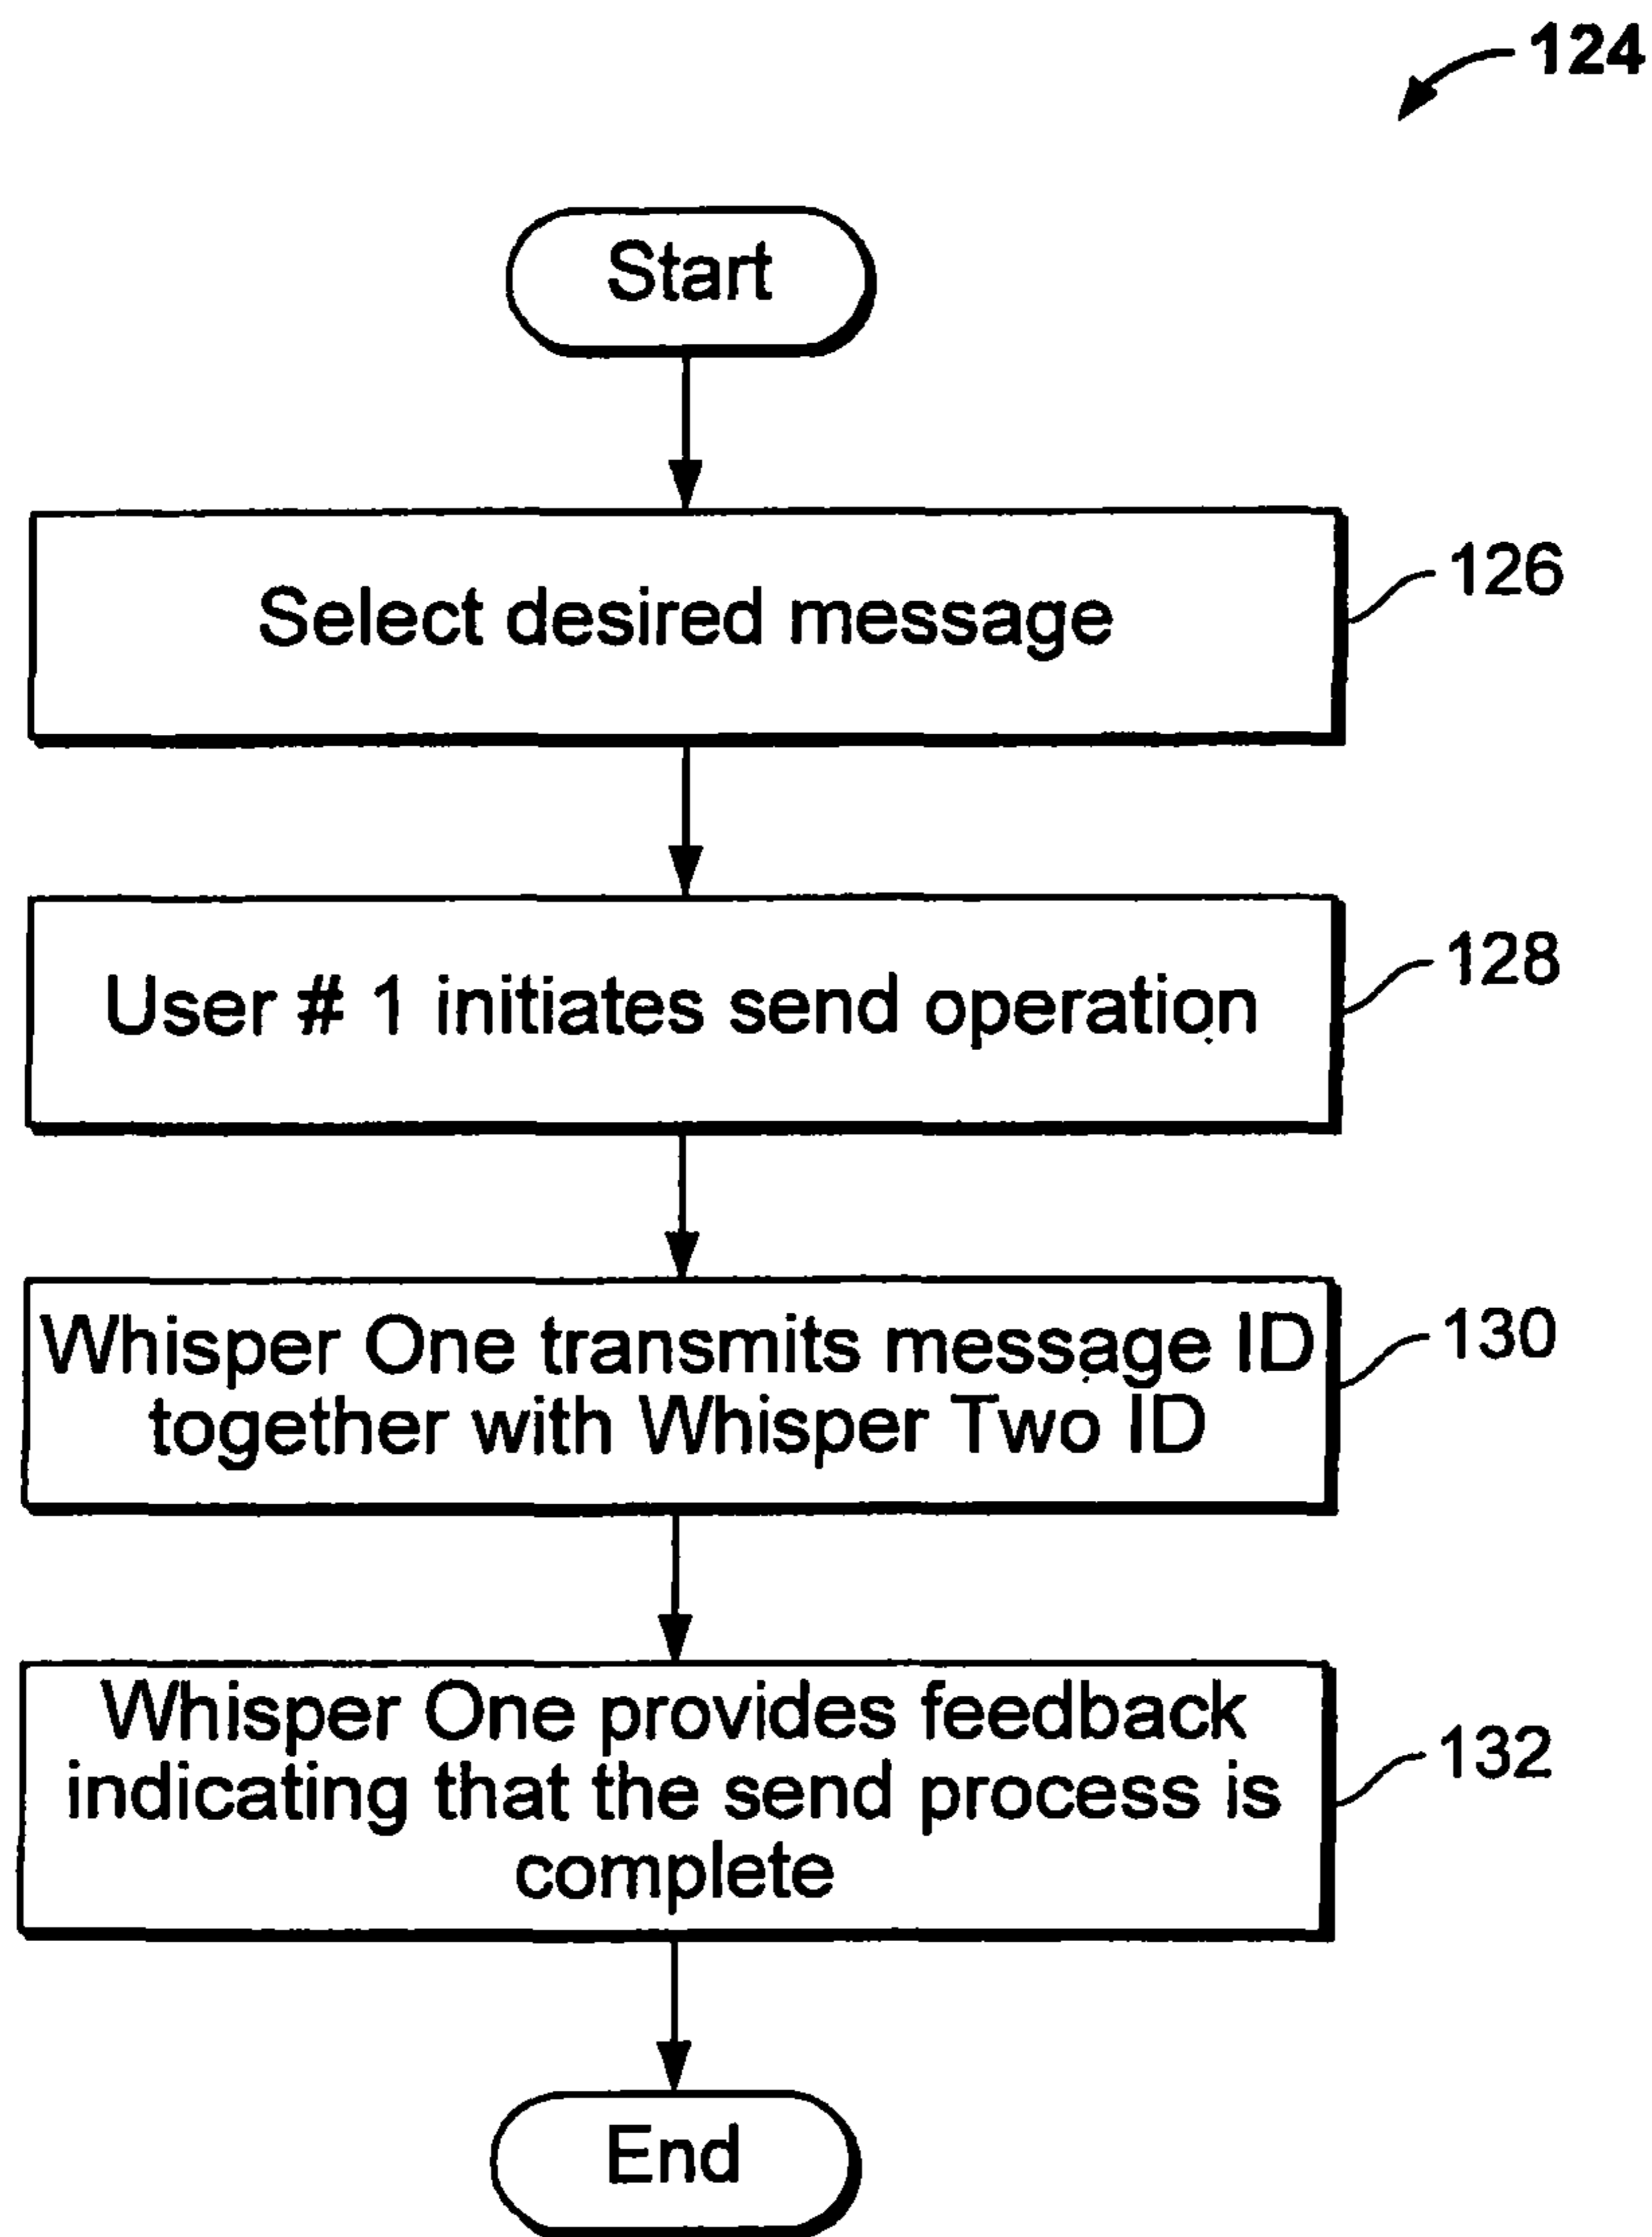 124
Start
Select desired message
126
User # 1 initiates send operation
128
Whisper One transmits message ID
together with Whisper Two ID
130
Whisper One provides feedback
indicating that the send process is
complete
132
End